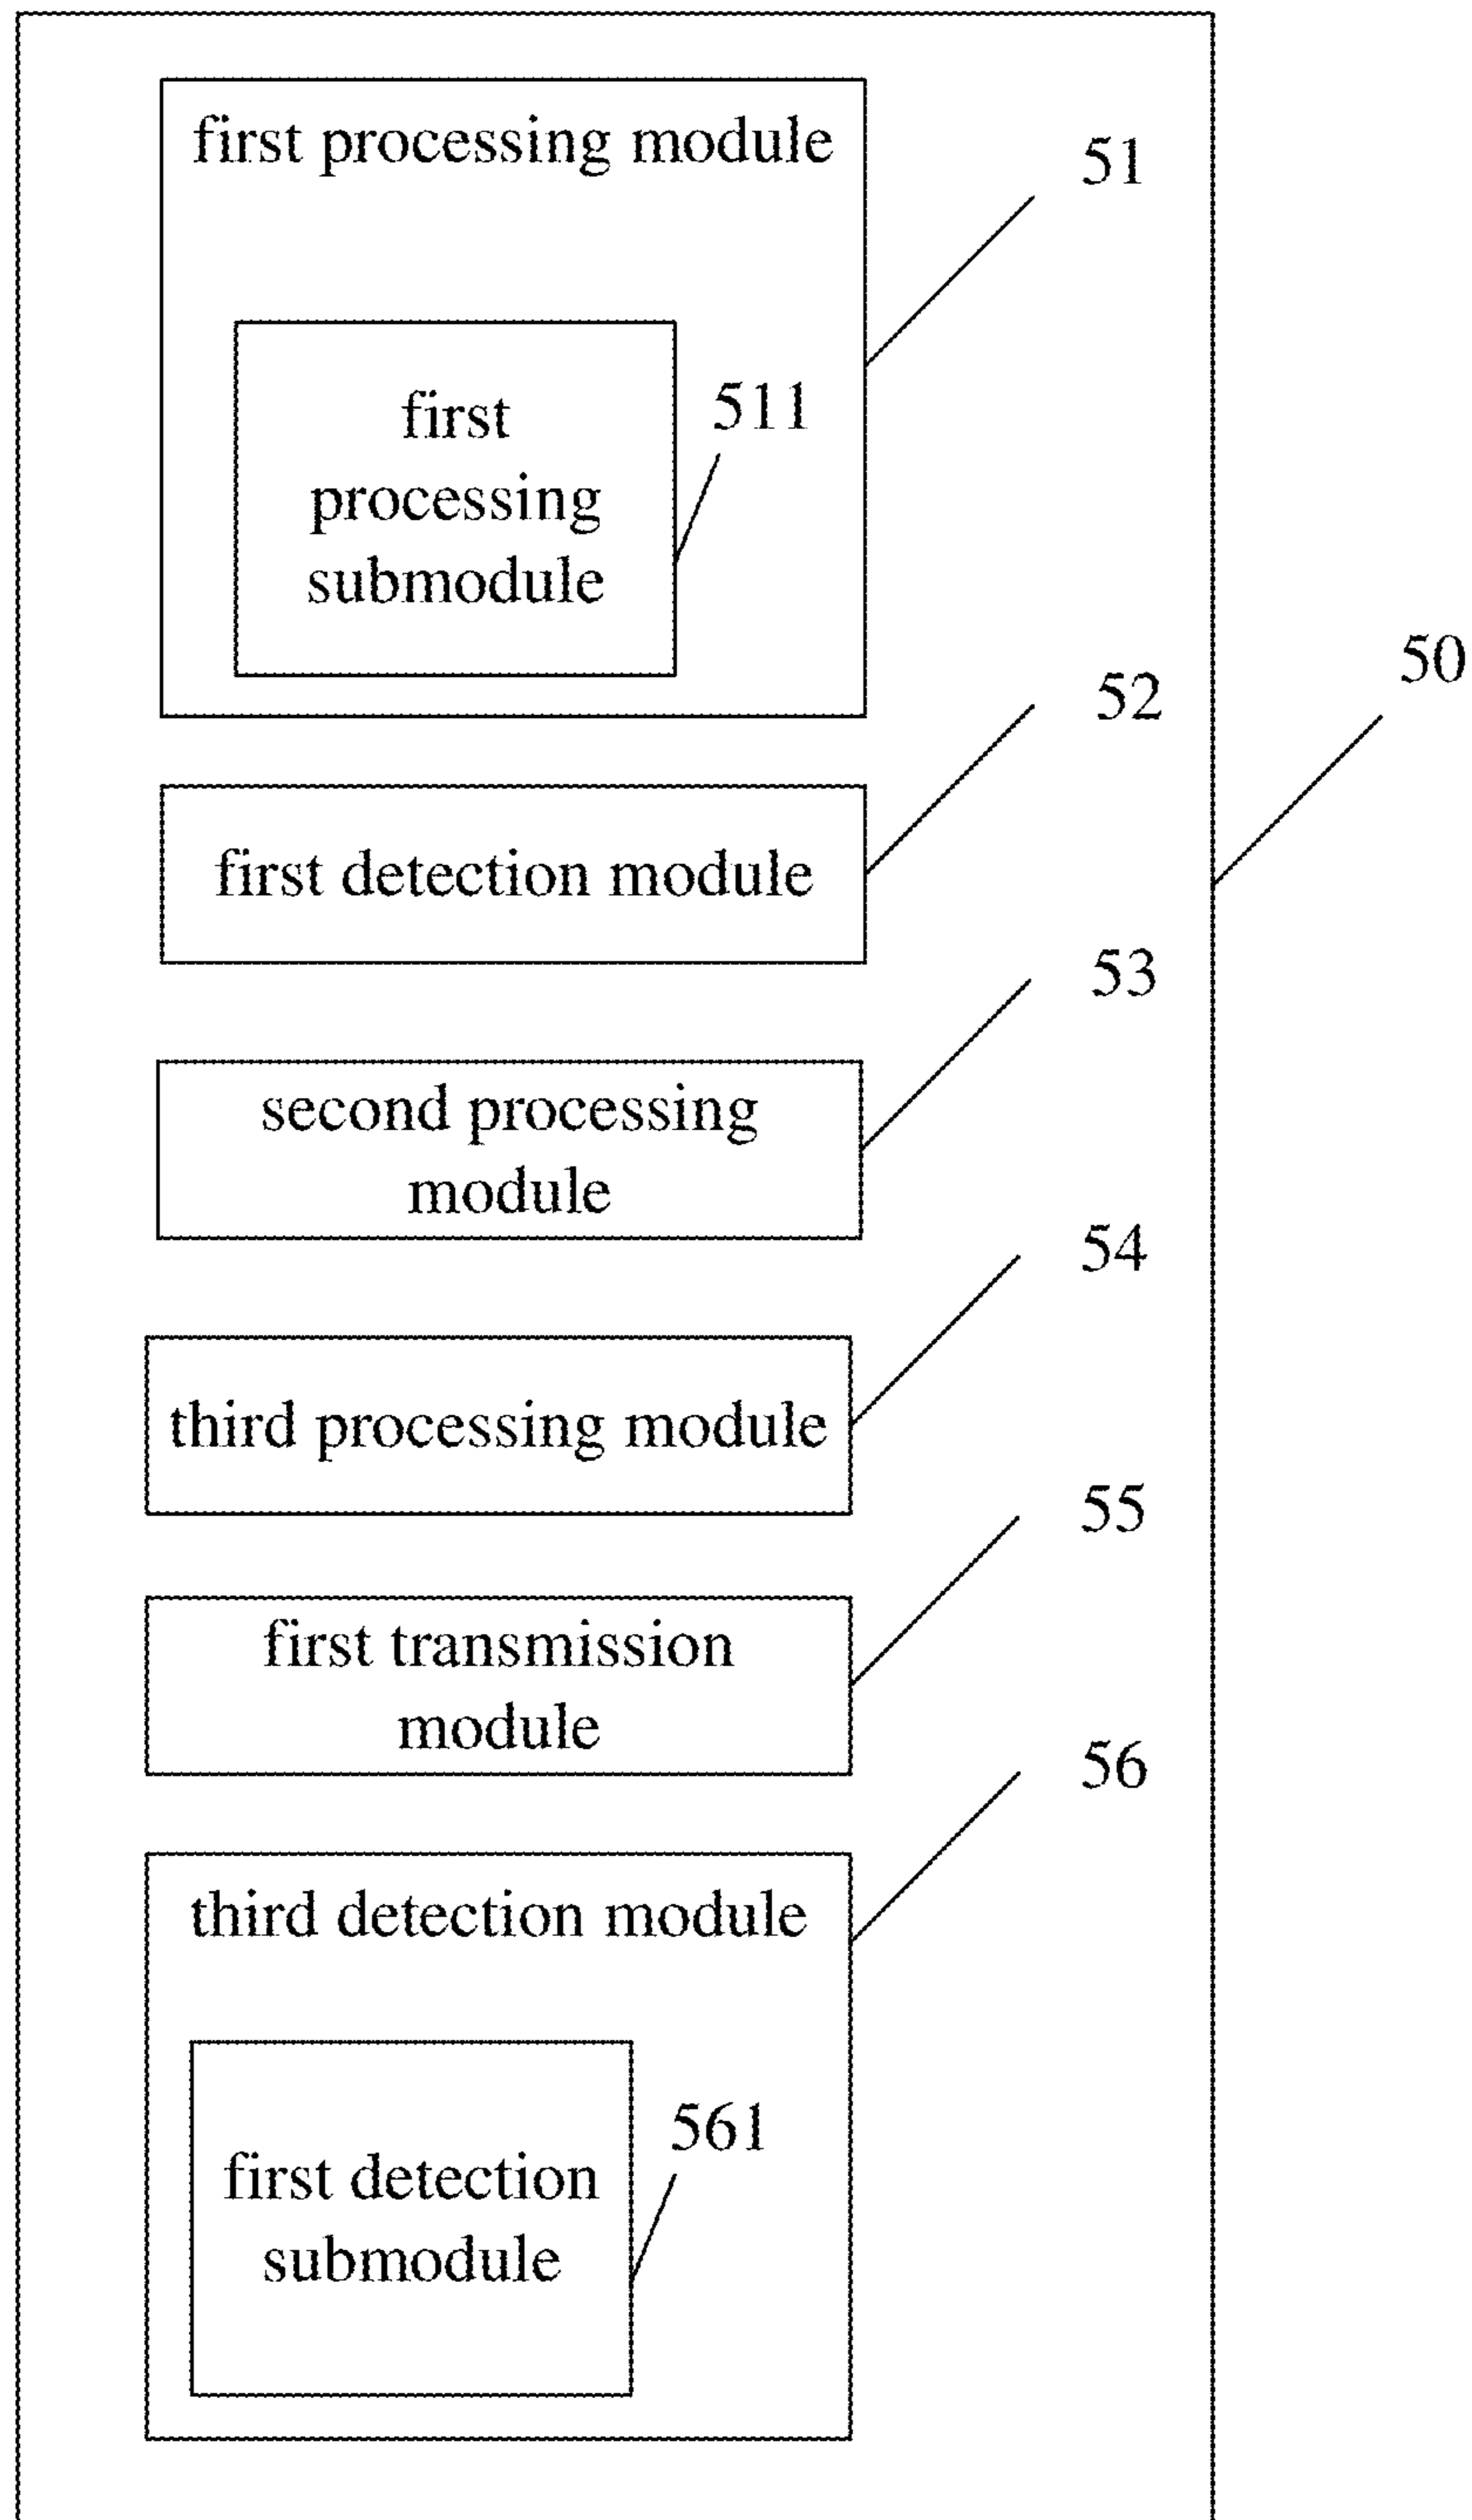 first processing module
51
511
first
processing
submodule
50
52
first detection module
53
second processing
module
54
third processing module
55
first transmission
module
56
third detection module
561
first detection
submodule